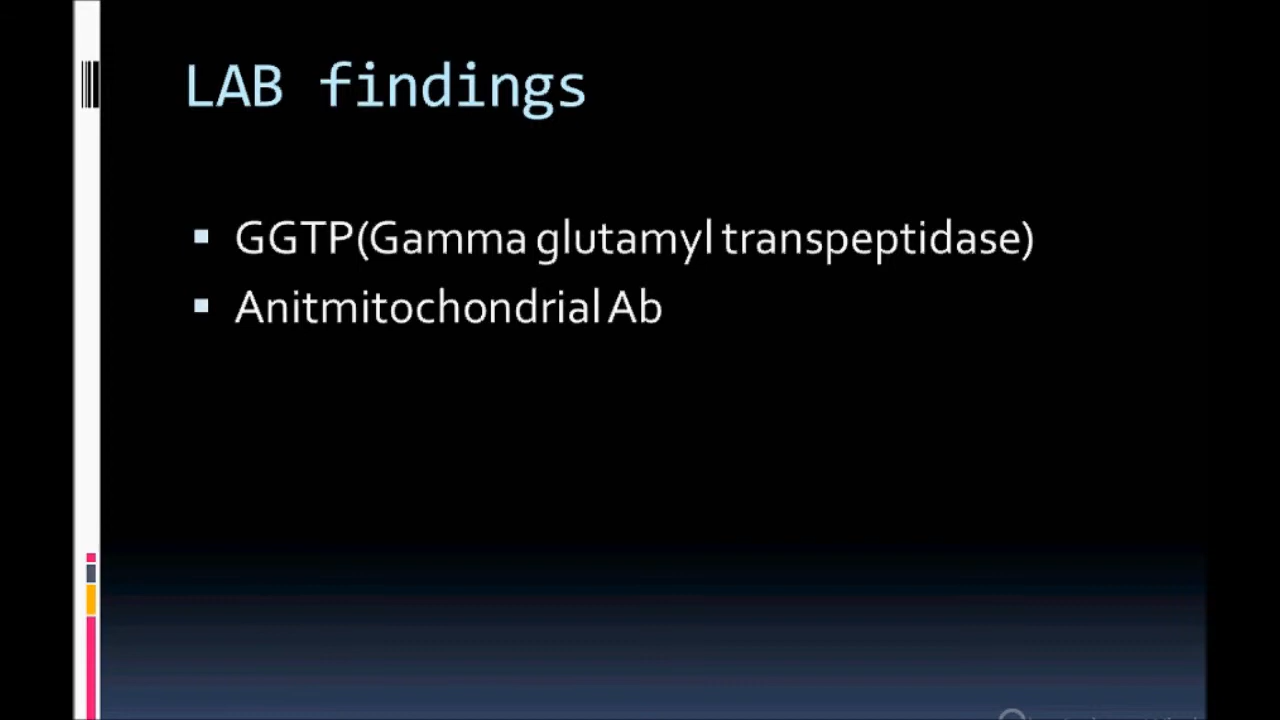 LAB findings
GGTP(Gamma glutamyl transpeptidase)
Anitmitochondrial Ab